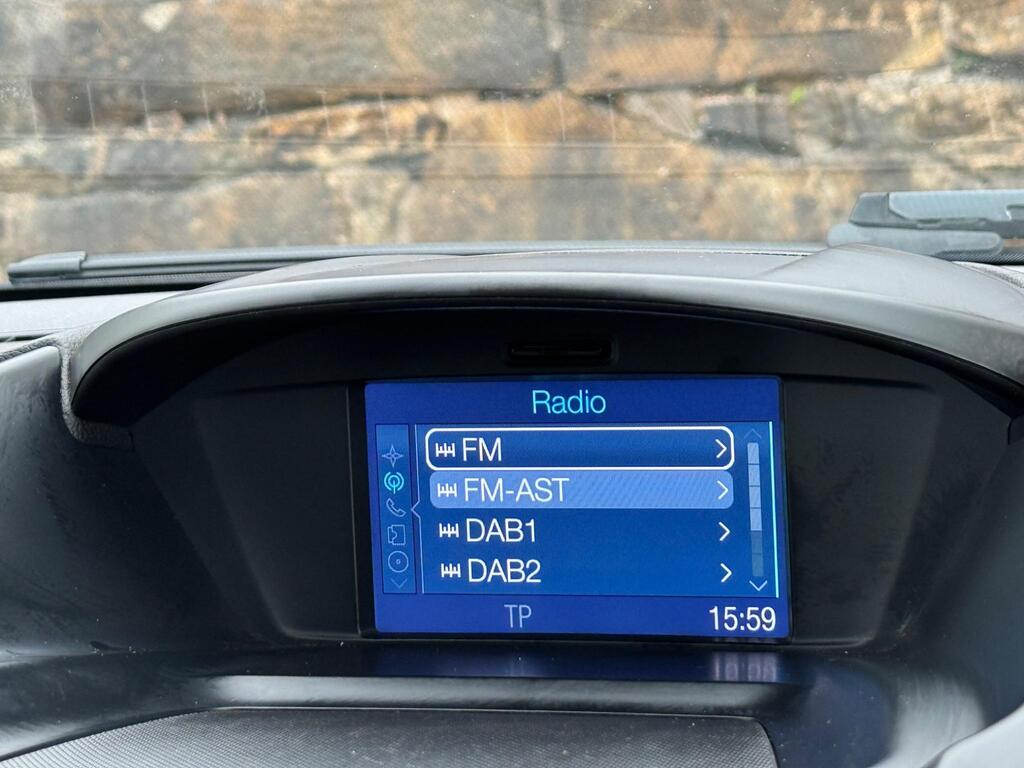 Radio
FM
FM-AST
DAB1
DAB2
TP 15:59